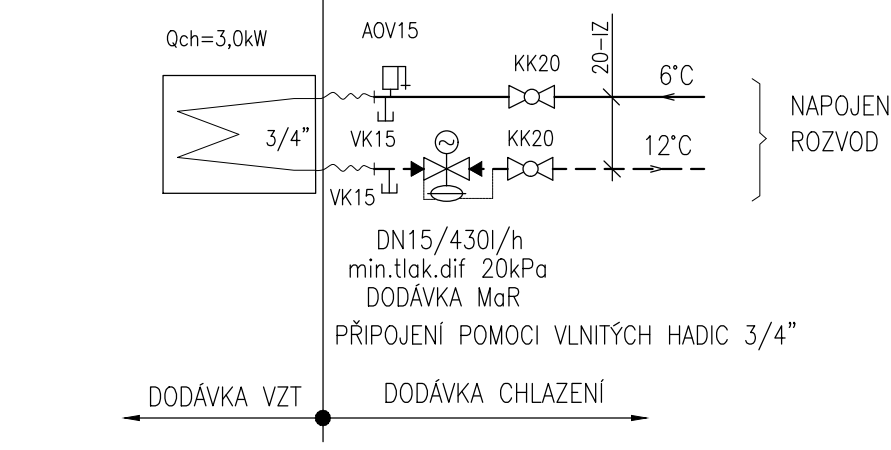 Qch=3,0kW
AOV15
KK20
20-IZ
6°C
3/4"
VK15
KK20
12°C
VK15
NAPOJEN
ROZVOD
DN15/430l/h
min.tlak.dif 20kPa
DODÁVKA MaR
PŘIPOJENÍ POMOCI VLNITÝCH HADIC 3/4"
DODÁVKA VZT
DODÁVKA CHLAZENÍ